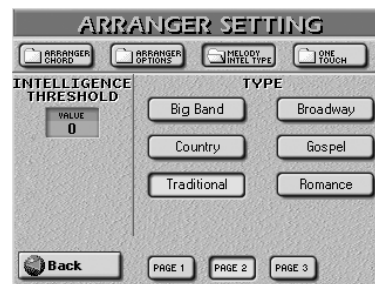 ARRANGER SETTING
ARRANGER
CHORD
ARRANGER
OPTIONS
MELODY
INTEL TYPE
ONE
TOUCH
INTELLIGENCE
THRESHOLD
VALUE
0
TYPE
Big Band
Broadway
Country
Gospel
Traditional
Romance
Back
PAGE 1
PAGE 2
PAGE 3